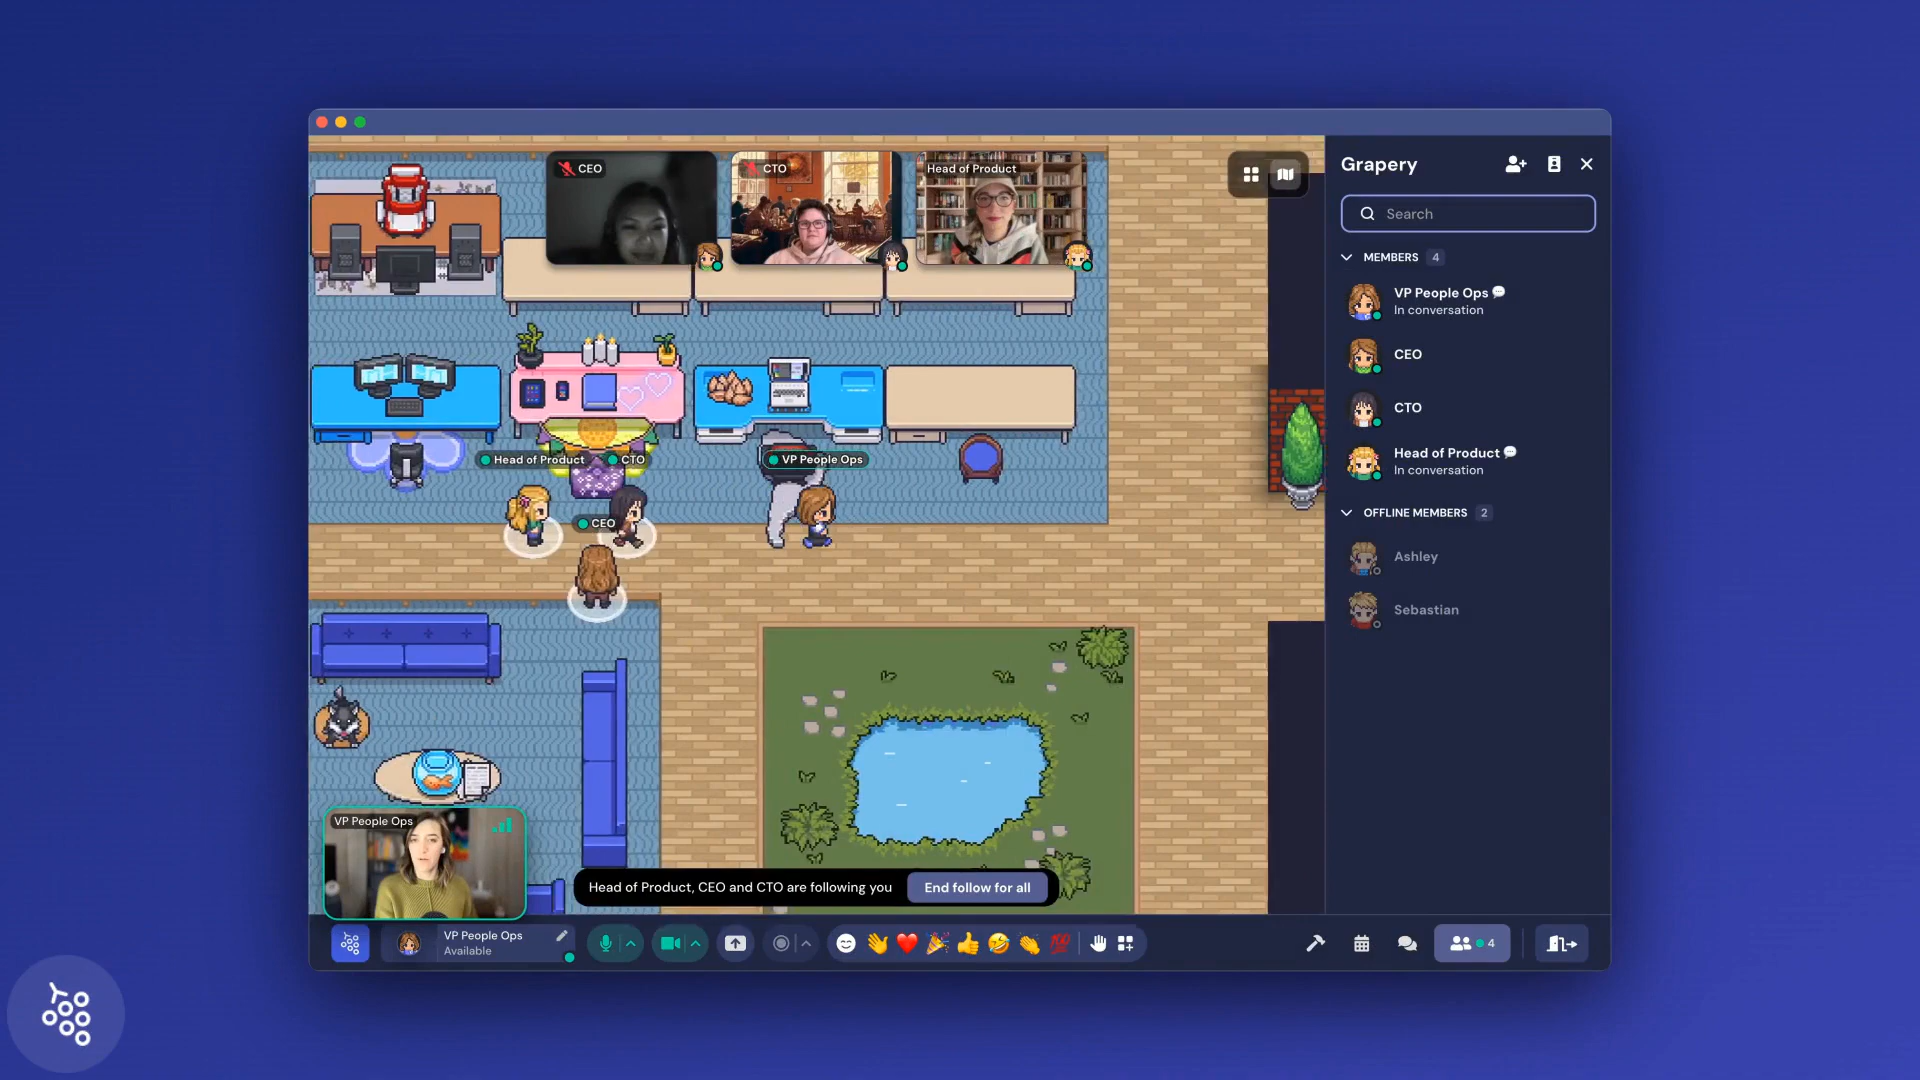 CEO
CTO
Head of Product
Grapery
Search
MEMBERS 4
VP People Ops
In conversation
CEO
CTO
Head of Product
In conversation
OFFLINE MEMBERS 2
Ashley
Sebastian
Head of Product
CTO
VP People Ops
CEO
VP People Ops
Head of Product, CEO and CTO are following you
End follow for all
VP People Ops
Available
100
4